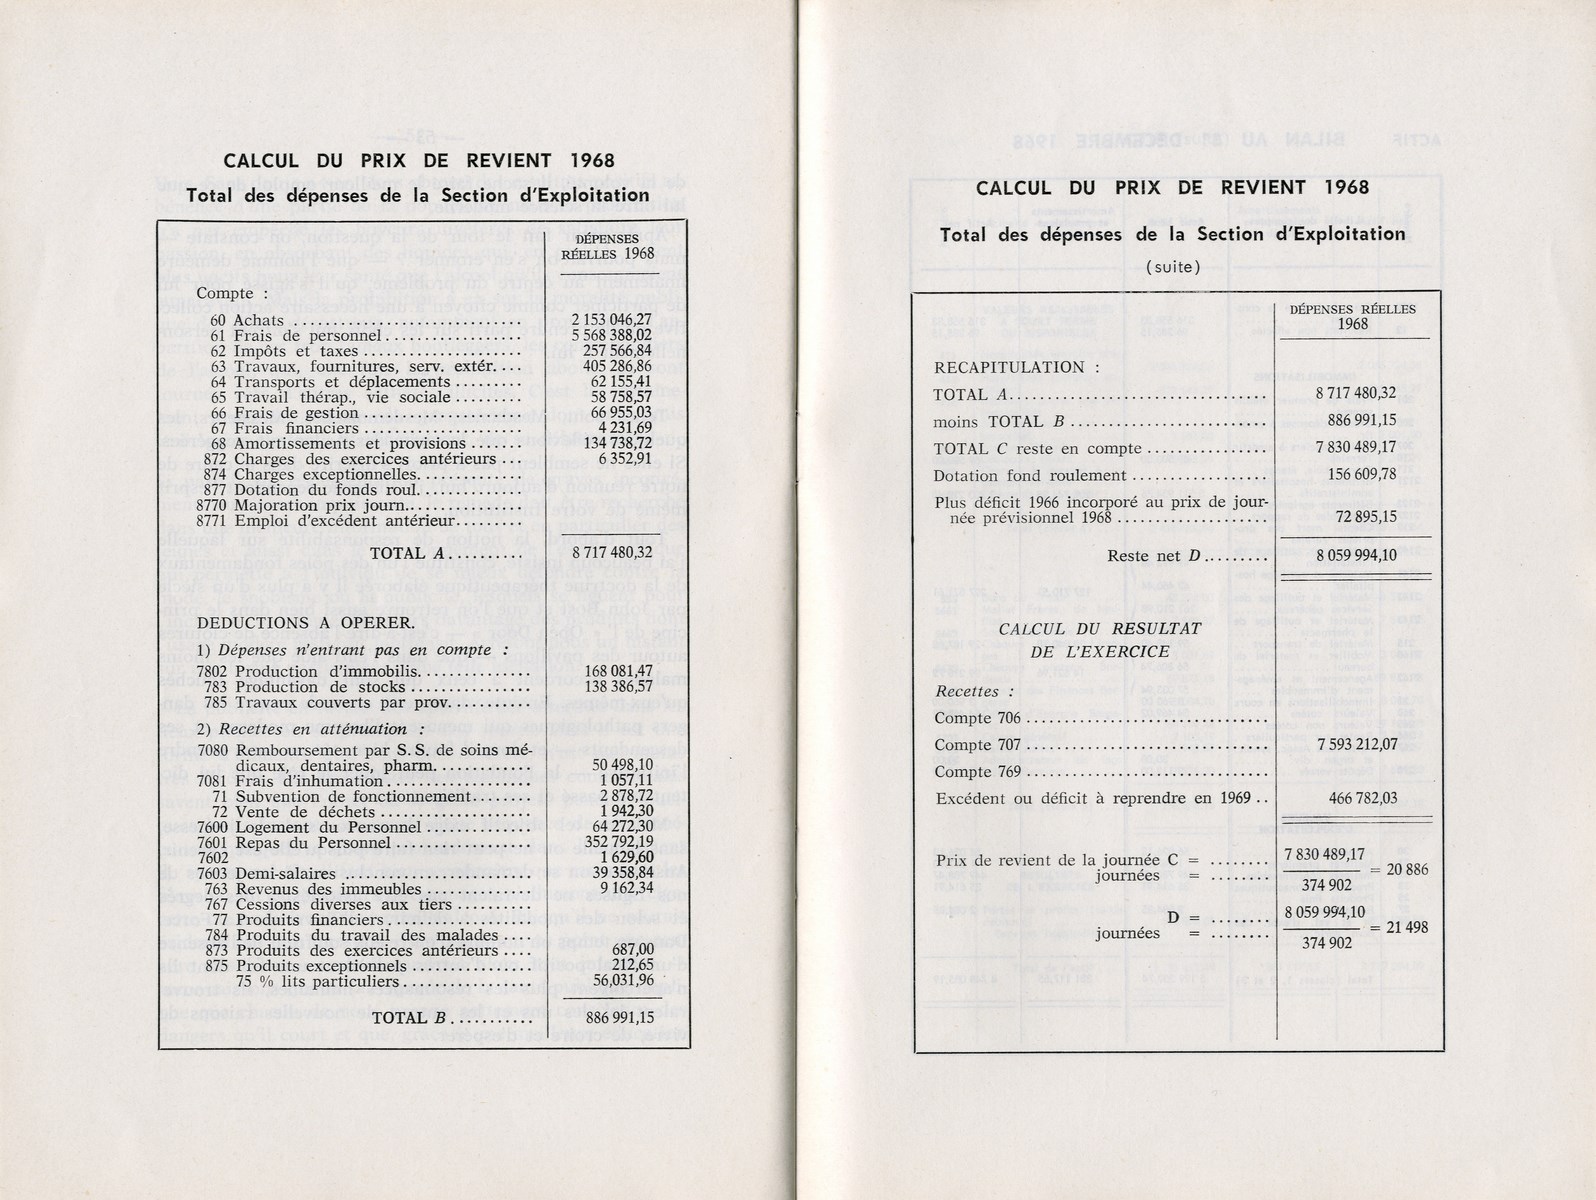 CALCUL DU PRIX DE REVIENT 1968
Total des dépenses de la Section d'Exploitation
DÉPENSES
RÉELLES 1968
Compte :
60 Achats ............................ 2 153 046,27
61 Frais de personnel ................. 5 568 388,02
62 Impôts et taxes .................... 257 566,84
63 Travaux, fournitures, serv. extér. ... 405 286,86
64 Transports et déplacements ......... 62 155,41
65 Travail thérap., vie sociale ......... 58 758,57
66 Frais de gestion .................... 66 955,03
67 Frais financiers .................... 4 231,69
68 Amortissements et provisions ....... 134 738,72
872 Charges des exercices antérieurs ... 6 352,91
874 Charges exceptionnelles. ............
877 Dotation du fonds roul. ............
8770 Majoration prix journ. .............
8771 Emploi d'excédent antérieur .........
TOTAL A .......... 8 717 480,32
DEDUCTIONS A OPERER.
1) Dépenses n'entrant pas en compte :
7802 Production d'immobilis. ............. 168 081,47
783 Production de stocks ............... 138 386,57
785 Travaux couverts par prov. ..........
2) Recettes en atténuation :
7080 Remboursement par S. S. de soins mé-
dicaux, dentaires, pharm. ........... 50 498,10
7081 Frais d'inhumation .................. 1 057,11
71 Subvention de fonctionnement ........ 2 878,72
72 Vente de déchets ................... 1 942,30
7600 Logement du Personnel ............. 64 272,30
7601 Repas du Personnel ................. 352 792,19
7602 1 629,60
7603 Demi-salaires ....................... 39 358,84
763 Revenus des immeubles ............. 9 162,34
767 Cessions diverses aux tiers ..........
77 Produits financiers ..................
784 Produits du travail des malades ....
873 Produits des exercices antérieurs .... 687,00
875 Produits exceptionnels ............... 212,65
75 % lits particuliers ................ 56,031,96
TOTAL B. .......... 886 991,15
CALCUL DU PRIX DE REVIENT 1968
Total des dépenses de la Section d'Exploitation
(suite)
DÉPENSES RÉELLES
1968
RECAPITULATION :
TOTAL A .................................. 8 717 480,32
moins TOTAL B .......................... 886 991,15
TOTAL C reste en compte ................ 7 830 489,17
Dotation fond roulement .................. 156 609,78
Plus déficit 1966 incorporé au prix de jour-
née prévisionnel 1968 .................... 72 895,15
Reste net D ........ 8 059 994,10
CALCUL DU RESULTAT
DE L'EXERCICE
Recettes :
Compte 706 ................................
Compte 707 ................................ 7 593 212,07
Compte 769 ................................
Excédent ou déficit à reprendre en 1969 .. 466 782,03
Prix de revient de la journée C = ........ 7 830 489,17
journées = ........ 374 902 = 20 886
D = ........ 8 059 994,10
journées = ........ 374 902 = 21 498